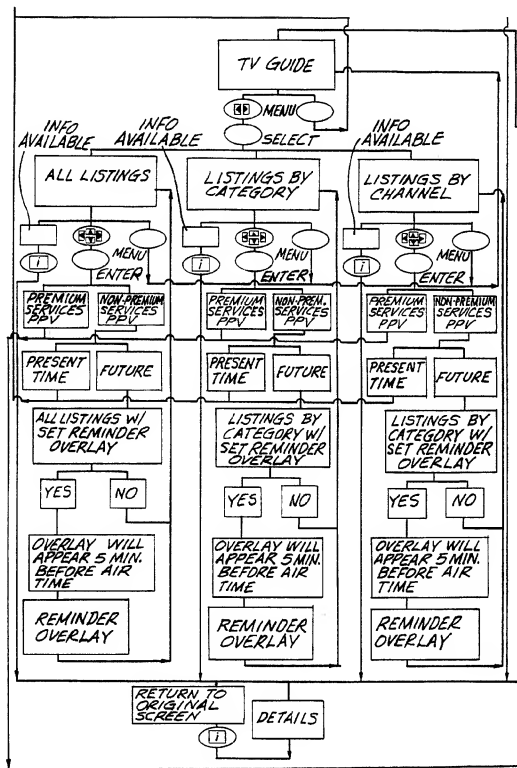 TV GUIDE
MENU
SELECT
INFO
AVAILABLE
INFO
AVAILABLE
INFO
AVAILABLE
ALL LISTINGS
LISTINGS BY
CATEGORY
LISTINGS BY
CHANNEL
i
MENU
ENTER
i
MENU
ENTER
i
MENU
ENTER
PREMIUM
SERVICES
PPV
NON-PREMIUM
SERVICES
PPV
PREMIUM
SERVICES
PPV
NON-PREM.
SERVICES
PPV
PREMIUM
SERVICES
PPV
NON-PREMIUM
SERVICES
PPV
PRESENT
TIME
FUTURE
PRESENT
TIME
FUTURE
PRESENT
TIME
FUTURE
ALL LISTINGS W/
SET REMINDER
OVERLAY
LISTINGS BY
CATEGORY W/
SET REMINDER
OVERLAY
LISTINGS BY
CATEGORY W/
SET REMINDER
OVERLAY
YES
NO
YES
NO
YES
NO
OVERLAY WILL
APPEAR 5 MIN.
BEFORE AIR
TIME
OVERLAY WILL
APPEAR 5 MIN.
BEFORE AIR
TIME
OVERLAY WILL
APPEAR 5 MIN.
BEFORE AIR
TIME
REMINDER
OVERLAY
REMINDER
OVERLAY
REMINDER
OVERLAY
RETURN TO
ORIGINAL
SCREEN
i
DETAILS